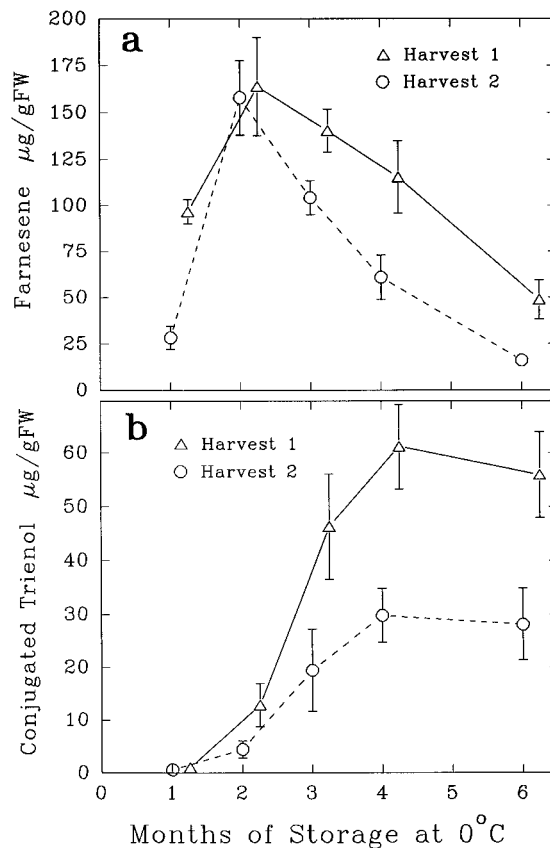 a
Harvest 1
Harvest 2
Farnesene µg/gFW
200
175
150
125
100
75
50
25
0
b
Harvest 1
Harvest 2
Conjugated Trienol µg/gFW
60
50
40
30
20
10
0
0 1 2 3 4 5 6
Months of Storage at 0°C